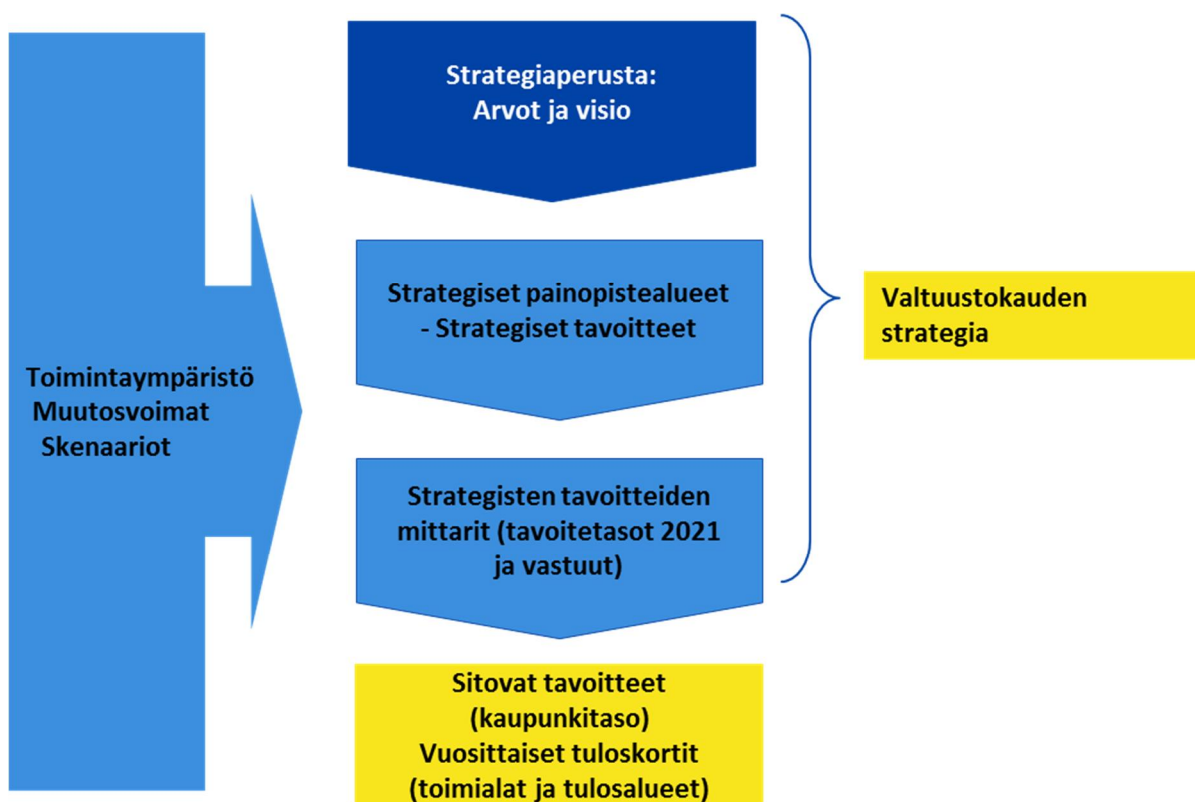 Toimintaympäristö
Muutosvoimat
Skenaariot
Strategiaperusta:
Arvot ja visio
Strategiset painopistealueet
- Strategiset tavoitteet
Strategisten tavoitteiden
mittarit (tavoitetasot 2021
ja vastuut)
Sitovat tavoitteet
(kaupunkitaso)
Vuosittaiset tuloskortit
(toimialat ja tulosalueet)
Valtuustokauden
strategia